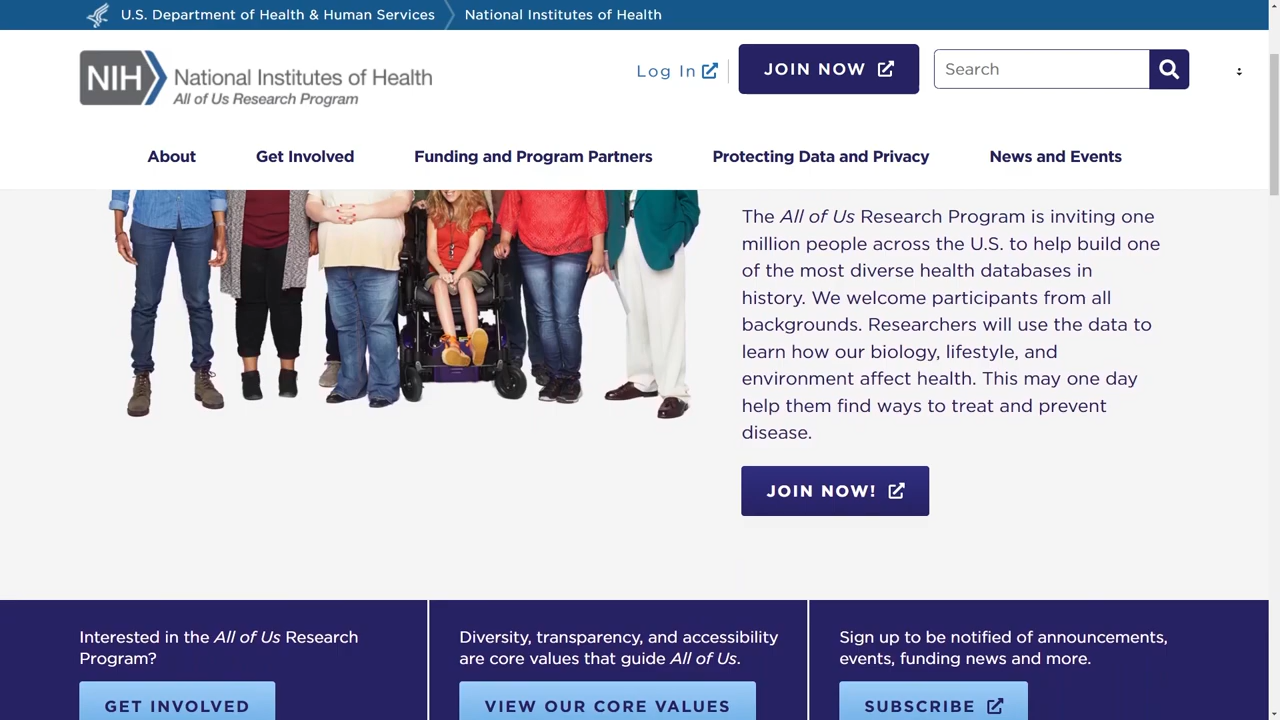 U.S. Department of Health & Human Services National Institutes of Health
NIH National Institutes of Health
All of Us Research Program
Log In JOIN NOW Search
About Get Involved Funding and Program Partners Protecting Data and Privacy News and Events
The All of Us Research Program is inviting one
million people across the U.S. to help build one
of the most diverse health databases in
history. We welcome participants from all
backgrounds. Researchers will use the data to
learn how our biology, lifestyle, and
environment affect health. This may one day
help them find ways to treat and prevent
disease.
JOIN NOW!
Interested in the All of Us Research
Program?
GET INVOLVED
Diversity, transparency, and accessibility
are core values that guide All of Us.
VIEW OUR CORE VALUES
Sign up to be notified of announcements,
events, funding news and more.
SUBSCRIBE